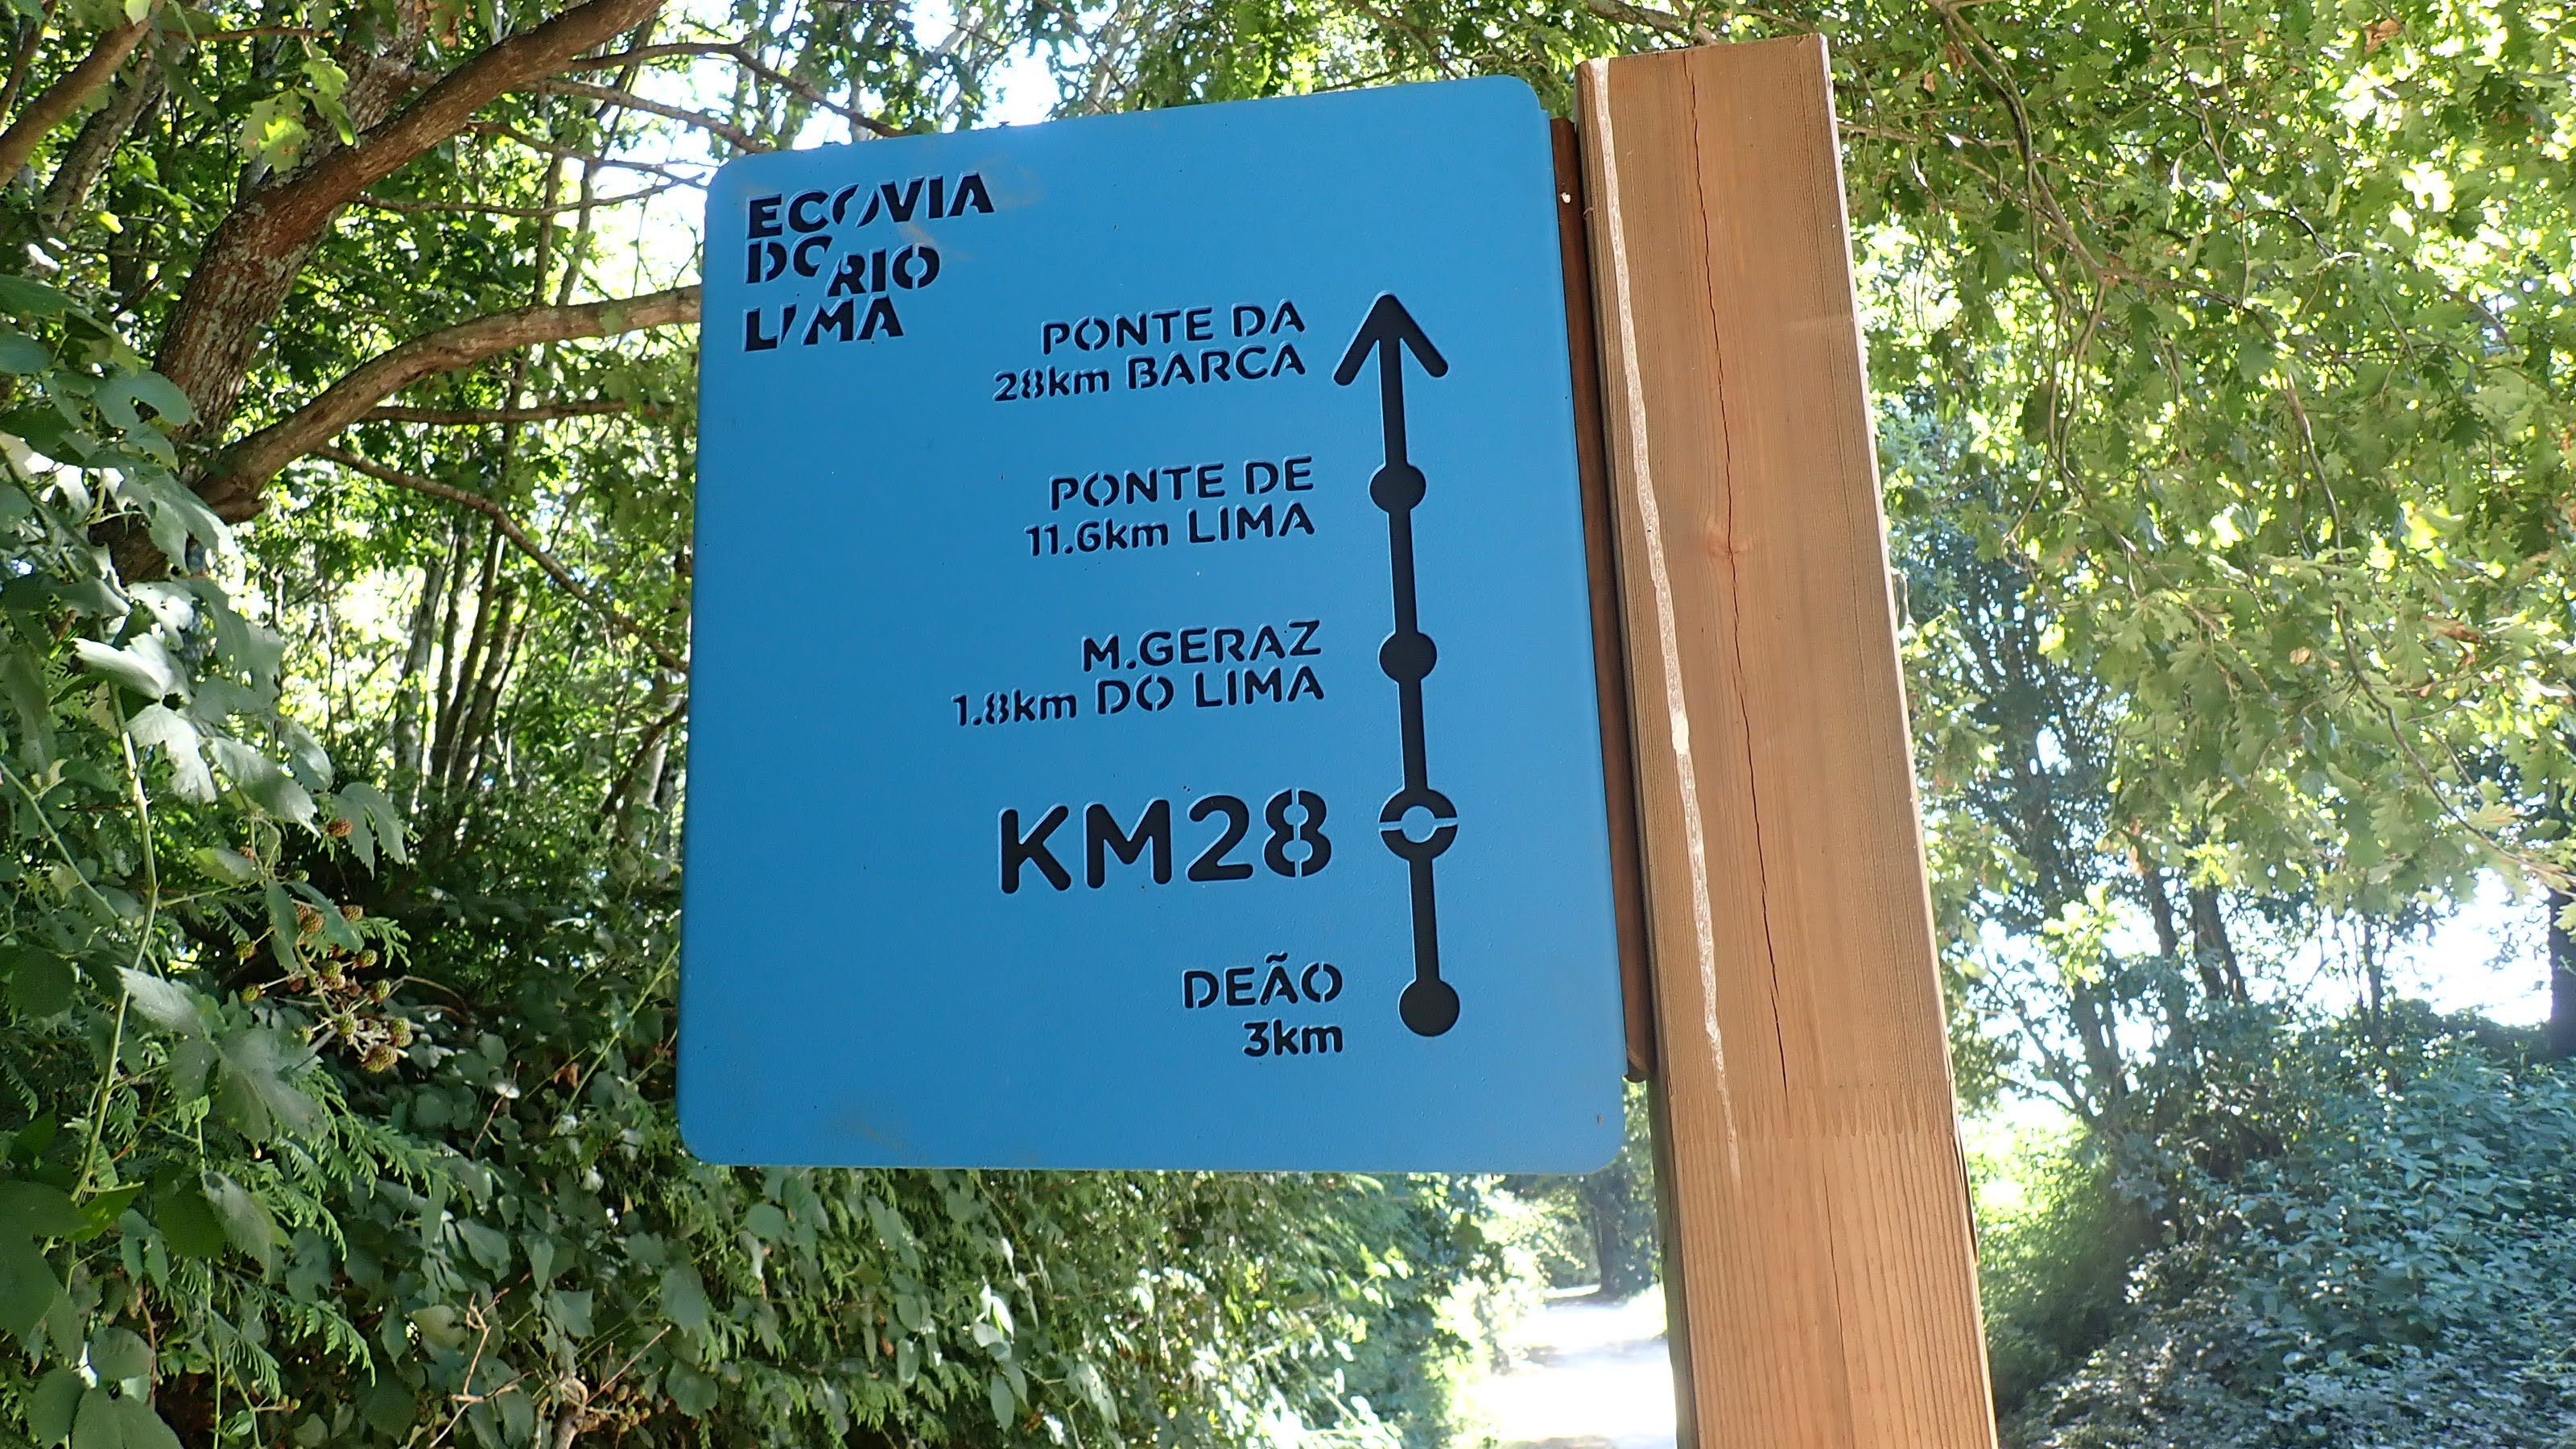 ECOVIA
DO RIO
LIMA
PONTE DA
28km BARCA
PONTE DE
11.6km LIMA
M.GERAZ
1.8km DO LIMA
KM28
DEÃO
3km